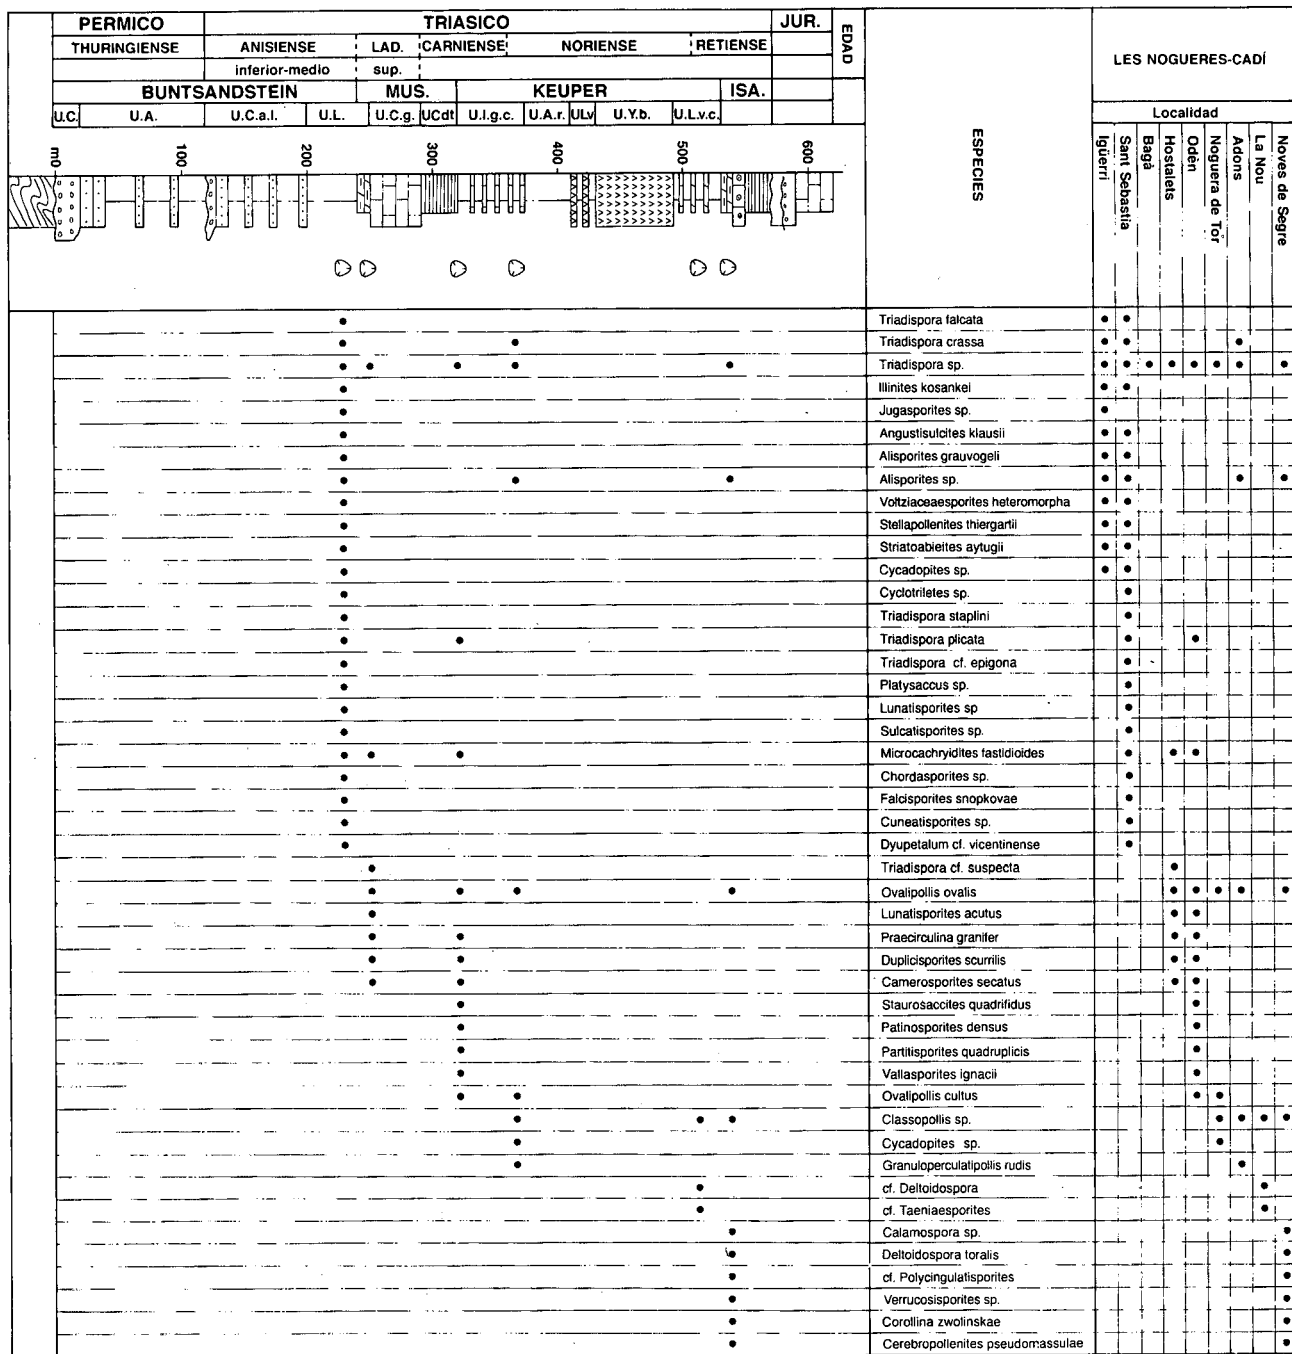 PERMICO TRIASICO JUR. EDAD
THURINGIENSE ANISIENSE LAD. CARNIENSE NORIENSE RETIENSE
inferior-medio sup.
BUNTSANDSTEIN MUS. KEUPER ISA.
U.C. U.A. U.C.a.l. U.L. U.C.g. UCdt U.l.g.c. U.A.r. ULv U.Y.b. U.L.v.c.
m0 100 200 300 400 500 600
ESPECIES
LES NOGUERES-CADÍ
Localidad
Igüerri
Sant Sebastia
Bagà
Hostalets
Odèn
Noguera de Tor
Adons
La Nou
Noves de Segre
Triadispora falcata
Triadispora crassa
Triadispora sp.
Illinites kosankei
Jugasporites sp.
Angustisulcites klausii
Alisporites grauvogeli
Alisporites sp.
Voltziaceaesporites heteromorpha
Stellapollenites thiergartii
Striatoabieites aytugii
Cycadopites sp.
Cyclotriletes sp.
Triadispora staplini
Triadispora plicata
Triadispora cf. epigona
Platysaccus sp.
Lunatisporites sp
Sulcatisporites sp.
Microcachryidites fastidioides
Chordasporites sp.
Falcisporites snopkovae
Cuneatisporites sp.
Dyupetalum cf. vicentinense
Triadispora cf. suspecta
Ovalipollis ovalis
Lunatisporites acutus
Praecirculina granifer
Duplicisporites scurrilis
Camerosporites secatus
Staurosaccites quadrifidus
Patinosporites densus
Partitisporites quadruplicis
Vallasporites ignacii
Ovalipollis cultus
Classopollis sp.
Cycadopites sp.
Granuloperculatipollis rudis
cf. Deltoidospora
cf. Taeniaesporites
Calamospora sp.
Deltoidospora toralis
cf. Polycingulatisporites
Verrucosisporites sp.
Corollina zwolinskae
Cerebropollenites pseudomassulae